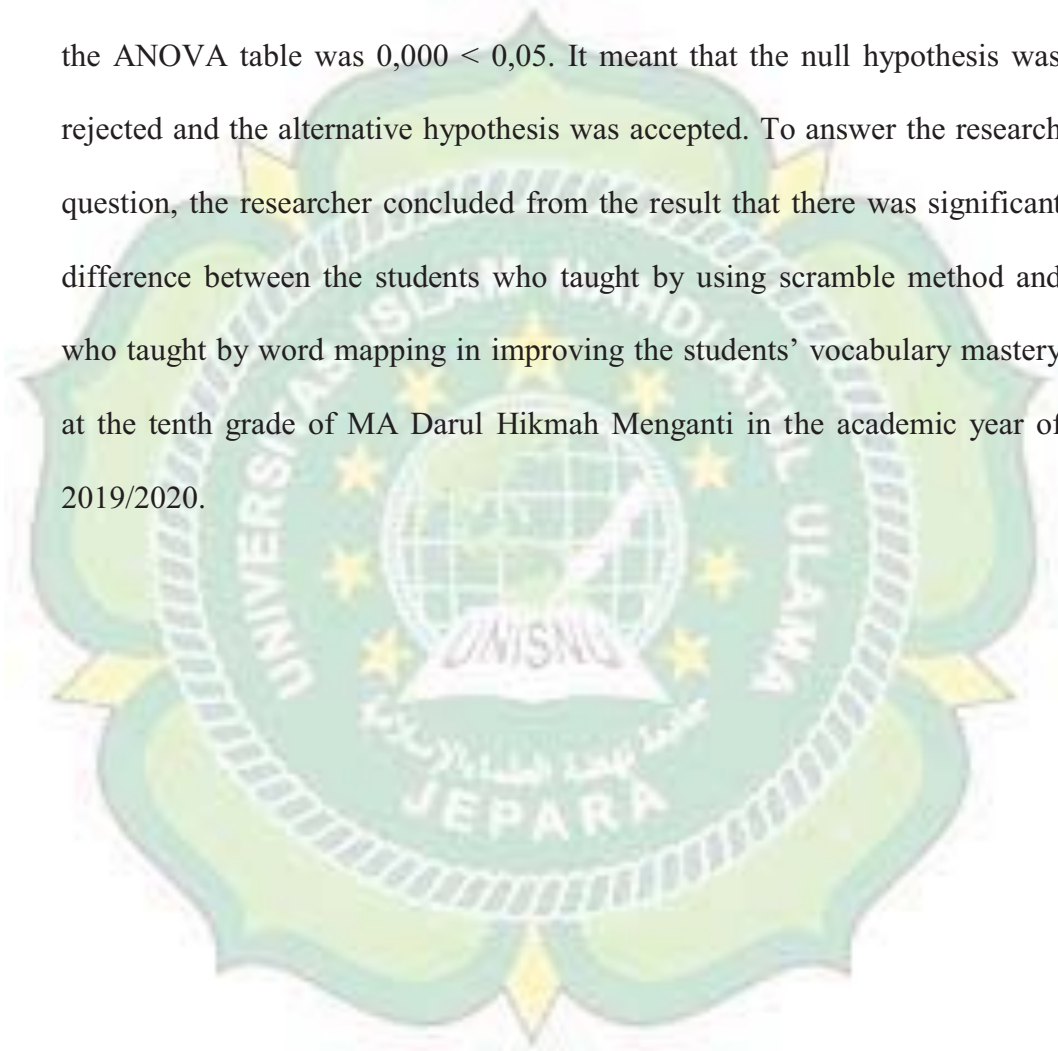 the ANOVA table was 0,000 < 0,05. It meant that the null hypothesis was
rejected and the alternative hypothesis was accepted. To answer the research
question, the researcher concluded from the result that there was significant
difference between the students who taught by using scramble method and
who taught by word mapping in improving the students’ vocabulary mastery
at the tenth grade of MA Darul Hikmah Menganti in the academic year of
2019/2020.
UNIVERSITAS ISLAM NAHDLATUL ULAMA
UNISNU
JEPARA